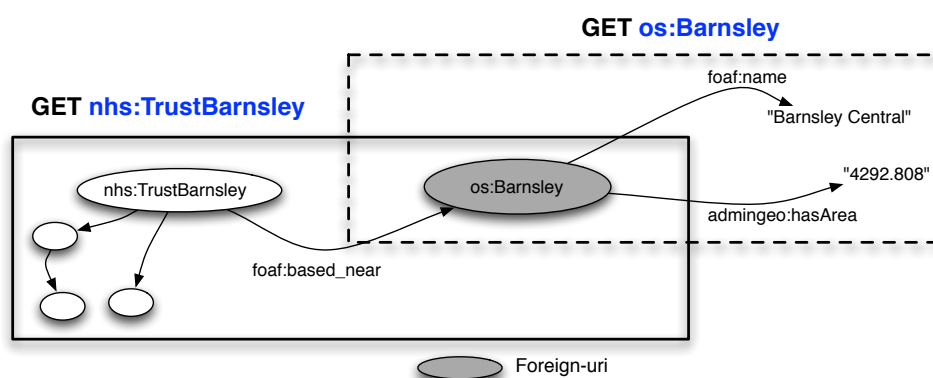 GET os:Barnsley
foaf:name
GET nhs:TrustBarnsley
"Barnsley Central"
nhs:TrustBarnsley
os:Barnsley
"4292.808"
admingeo:hasArea
foaf:based_near
Foreign-uri